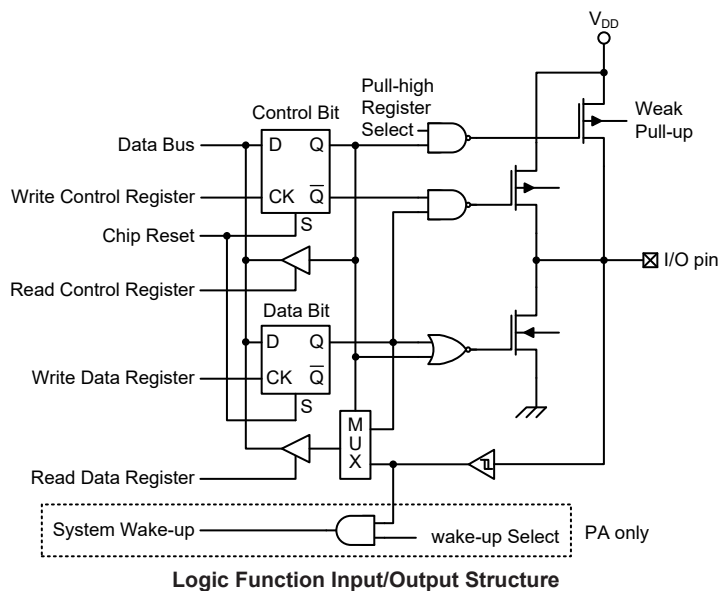 V_DD
Pull-high
Register
Select
Weak
Pull-up
Control Bit
Data Bus
D
Q
Write Control Register
CK
Q̅
S
Chip Reset
I/O pin
Read Control Register
Data Bit
D
Q
Write Data Register
CK
Q̅
S
M
U
X
Read Data Register
System Wake-up
wake-up Select
PA only
Logic Function Input/Output Structure